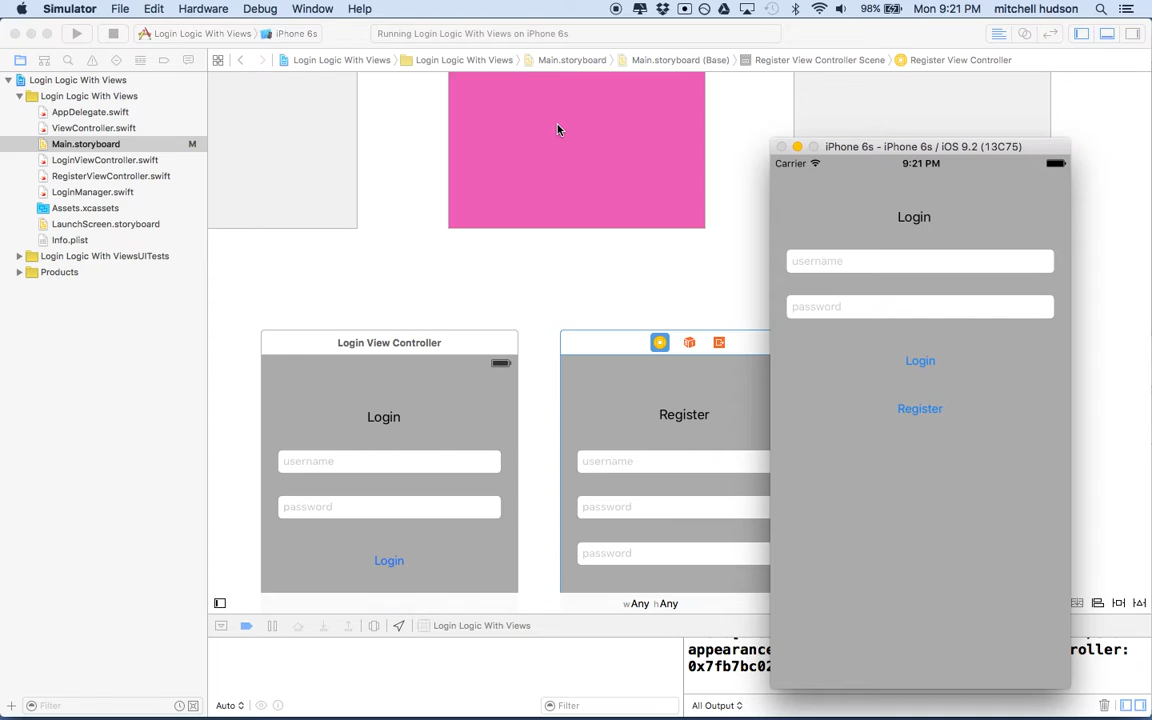 Simulator File Edit Hardware Debug Window Help 98% Mon 9:21 PM mitchell hudson
Login Logic With Views iPhone 6s Running Login Logic With Views on iPhone 6s
Login Logic With Views Login Logic With Views Main.storyboard Main.storyboard (Base) Register View Controller Scene Register View Controller
Login Logic With Views
Login Logic With Views
AppDelegate.swift
ViewController.swift
Main.storyboard M
LoginViewController.swift
RegisterViewController.swift
LoginManager.swift
Assets.xcassets
LaunchScreen.storyboard
Info.plist
Login Logic With ViewsUITests
Products
Filter
Login View Controller
Login
username
password
Login
Register
username
password
password
wAny hAny
iPhone 6s - iPhone 6s / iOS 9.2 (13C75)
Carrier 9:21 PM
Login
username
password
Login
Register
Login Logic With Views
appearance
roller:
0x7fb7bc02
Auto
Filter
All Output